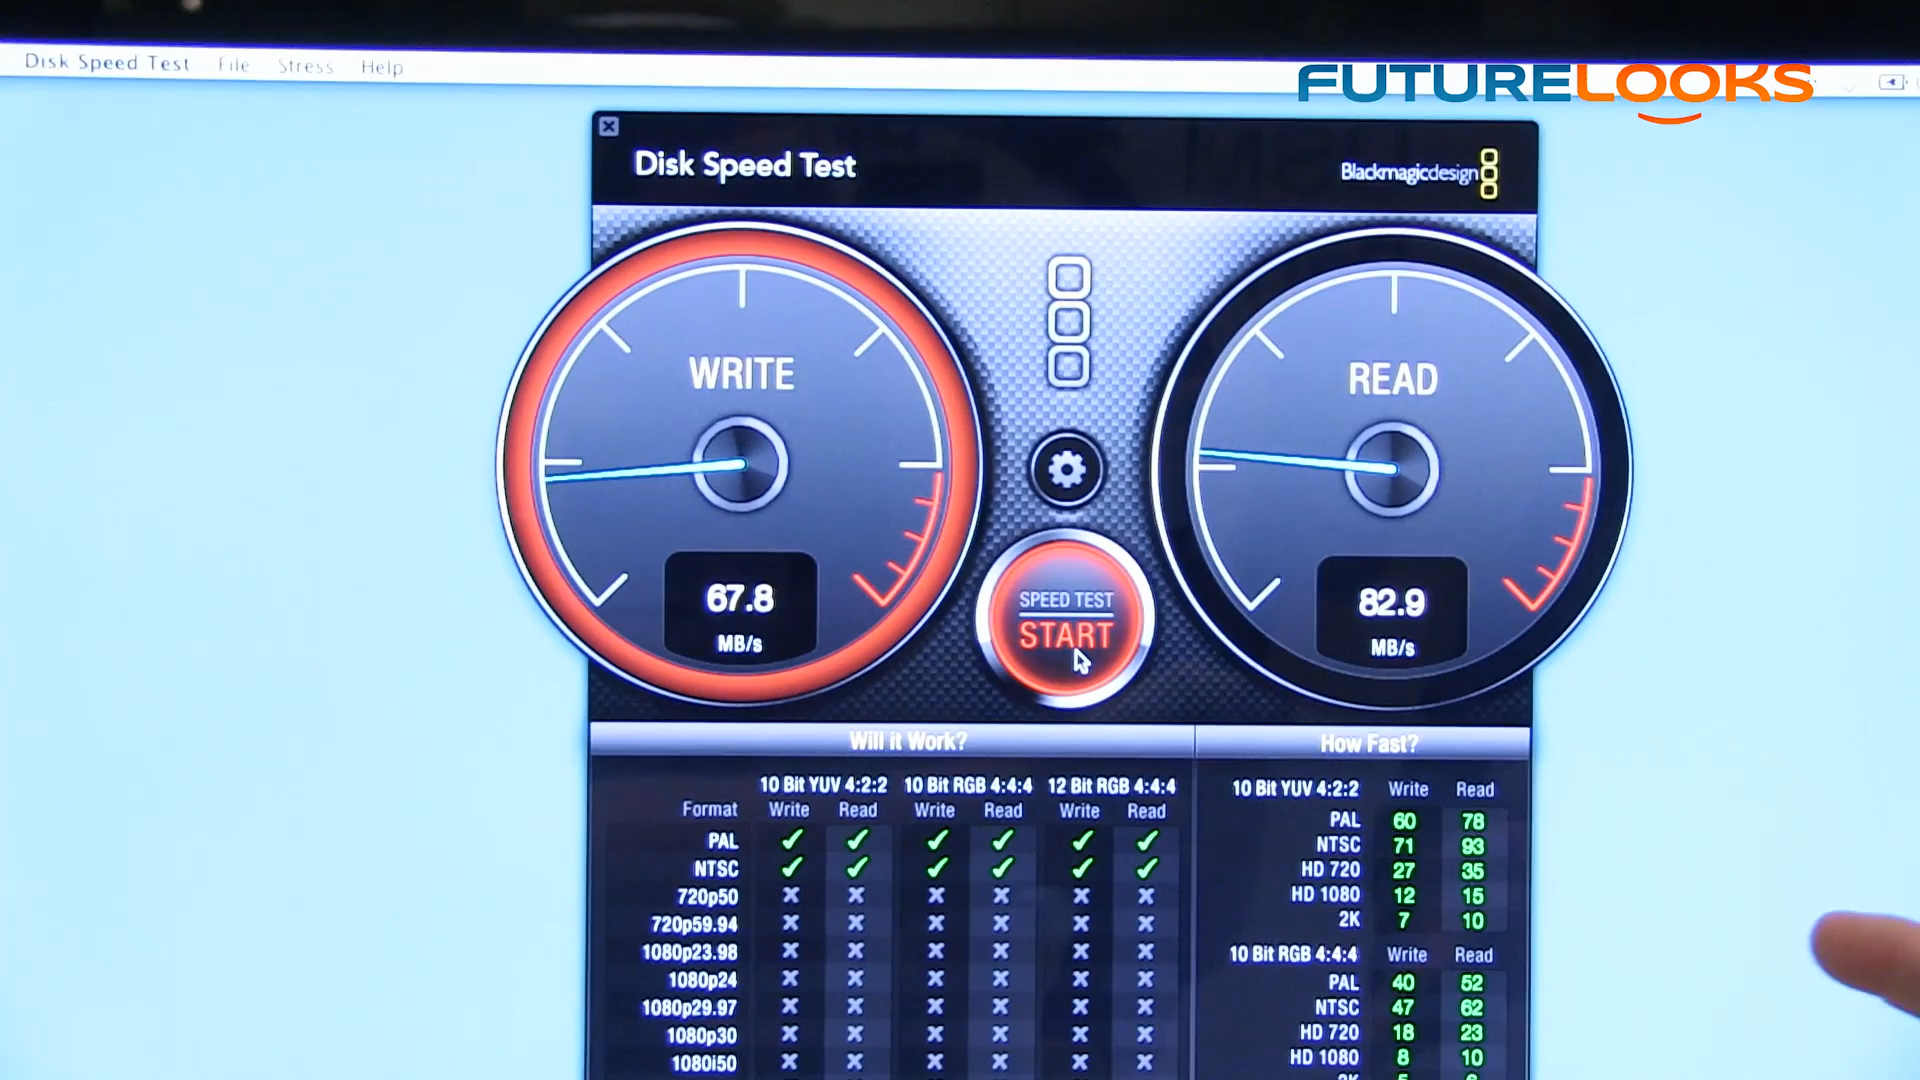 Disk Speed Test File Stress Help
FUTURELOOKS
Disk Speed Test
Blackmagicdesign
WRITE
READ
67.8
MB/s
SPEED TEST
START
82.9
MB/s
Will it Work?
How Fast?
10 Bit YUV 4:2:2 10 Bit RGB 4:4:4 12 Bit RGB 4:4:4
Format Write Read Write Read Write Read
PAL ✓ ✓ ✓ ✓ ✓ ✓
NTSC ✓ ✓ ✓ ✓ ✓ ✓
720p50 x x x x x x
720p59.94 x x x x x x
1080p23.98 x x x x x x
1080p24 x x x x x x
1080p29.97 x x x x x x
1080p30 x x x x x x
1080i50 x x x x x x
10 Bit YUV 4:2:2 Write Read
PAL 60 78
NTSC 71 93
HD 720 27 35
HD 1080 12 15
2K 7 10
10 Bit RGB 4:4:4 Write Read
PAL 40 52
NTSC 47 62
HD 720 18 23
HD 1080 8 10
2K